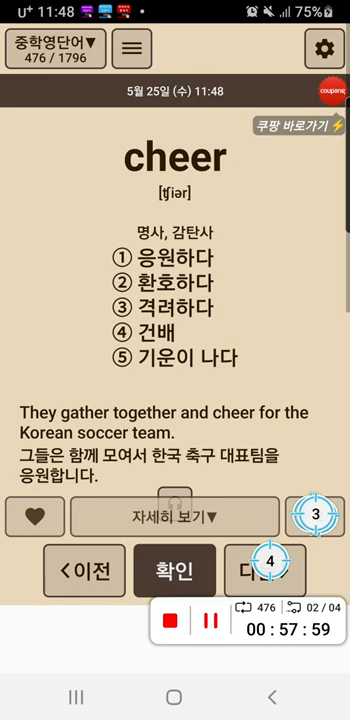 U+ 11:48 75%
중학영단어▼
476 / 1796
5월 25일 (수) 11:48
coupang
쿠팡 바로가기⚡
cheer
[tʃiər]
명사, 감탄사
① 응원하다
② 환호하다
③ 격려하다
④ 건배
⑤ 기운이 나다
They gather together and cheer for the
Korean soccer team.
그들은 함께 모여서 한국 축구 대표팀을
응원합니다.
자세히 보기▼
3
<이전
확인
4
476 02 / 04
00 : 57 : 59